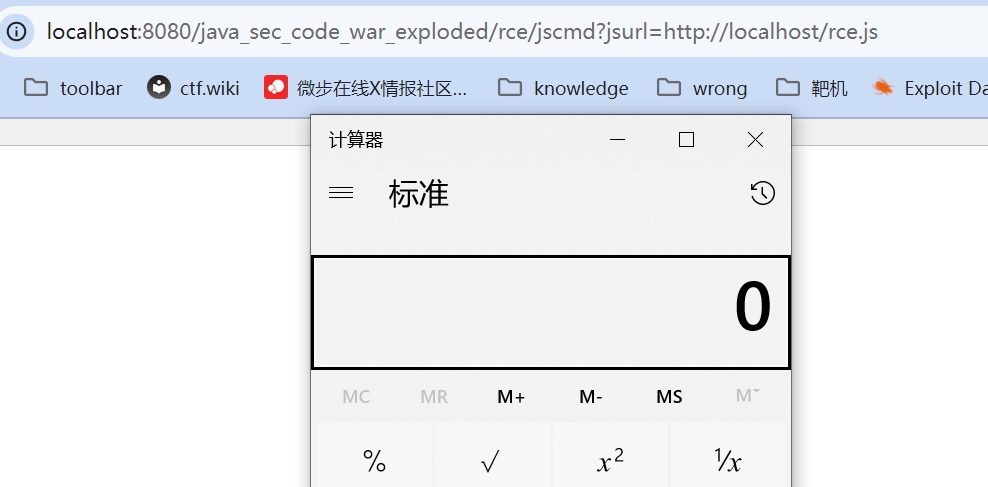 localhost:8080/java_sec_code_war_exploded/rce/jscmd?jsurl=http://localhost/rce.js
toolbar ctf.wiki 微步在线X情报社区... knowledge wrong 靶机 Exploit Da
计算器
标准
0
MC MR M+ M- MS M˅
% √ x² ¹⁄x